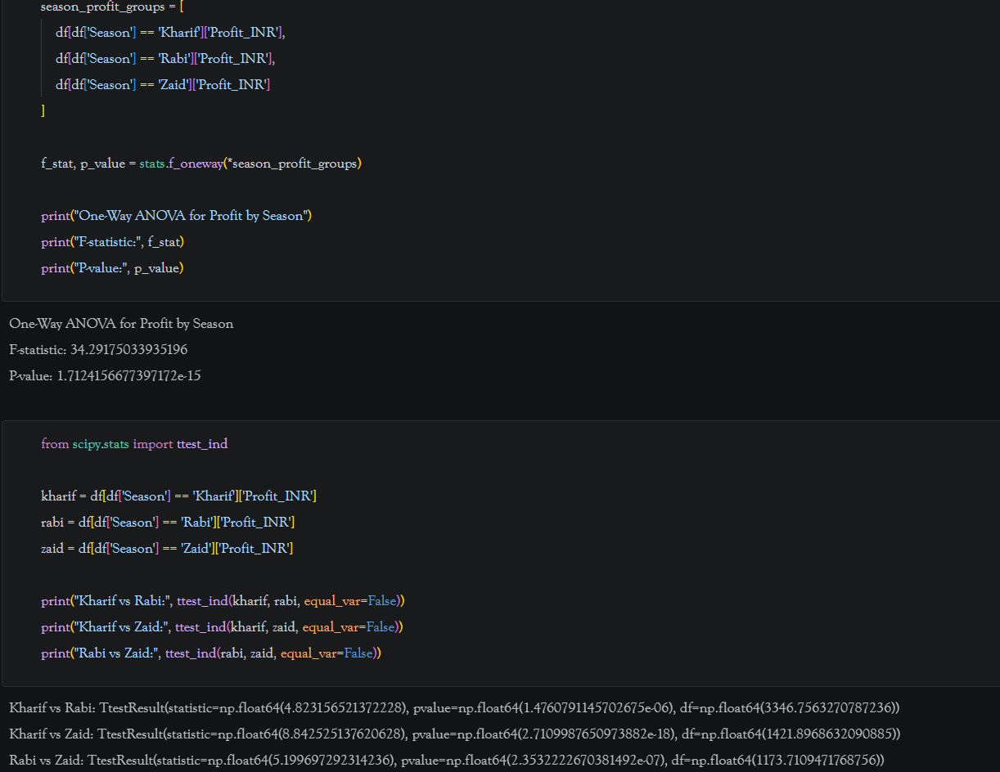 season_profit_groups = [
df[df['Season'] == 'Kharif']['Profit_INR'],
df[df['Season'] == 'Rabi']['Profit_INR'],
df[df['Season'] == 'Zaid']['Profit_INR']
]
f_stat, p_value = stats.f_oneway(*season_profit_groups)
print("One-Way ANOVA for Profit by Season")
print("F-statistic:", f_stat)
print("P-value:", p_value)
One-Way ANOVA for Profit by Season
F-statistic: 34.29175033935196
P-value: 1.7124156677397172e-15
from scipy.stats import ttest_ind
kharif = df[df['Season'] == 'Kharif']['Profit_INR']
rabi = df[df['Season'] == 'Rabi']['Profit_INR']
zaid = df[df['Season'] == 'Zaid']['Profit_INR']
print("Kharif vs Rabi:", ttest_ind(kharif, rabi, equal_var=False))
print("Kharif vs Zaid:", ttest_ind(kharif, zaid, equal_var=False))
print("Rabi vs Zaid:", ttest_ind(rabi, zaid, equal_var=False))
Kharif vs Rabi: TtestResult(statistic=np.float64(4.823156521372228), pvalue=np.float64(1.4760791145702675e-06), df=np.float64(3346.7563270787236))
Kharif vs Zaid: TtestResult(statistic=np.float64(8.842525137620628), pvalue=np.float64(2.7109987650973882e-18), df=np.float64(1421.8968632090885))
Rabi vs Zaid: TtestResult(statistic=np.float64(5.199697292314236), pvalue=np.float64(2.3532222670381492e-07), df=np.float64(1173.7109471768756))